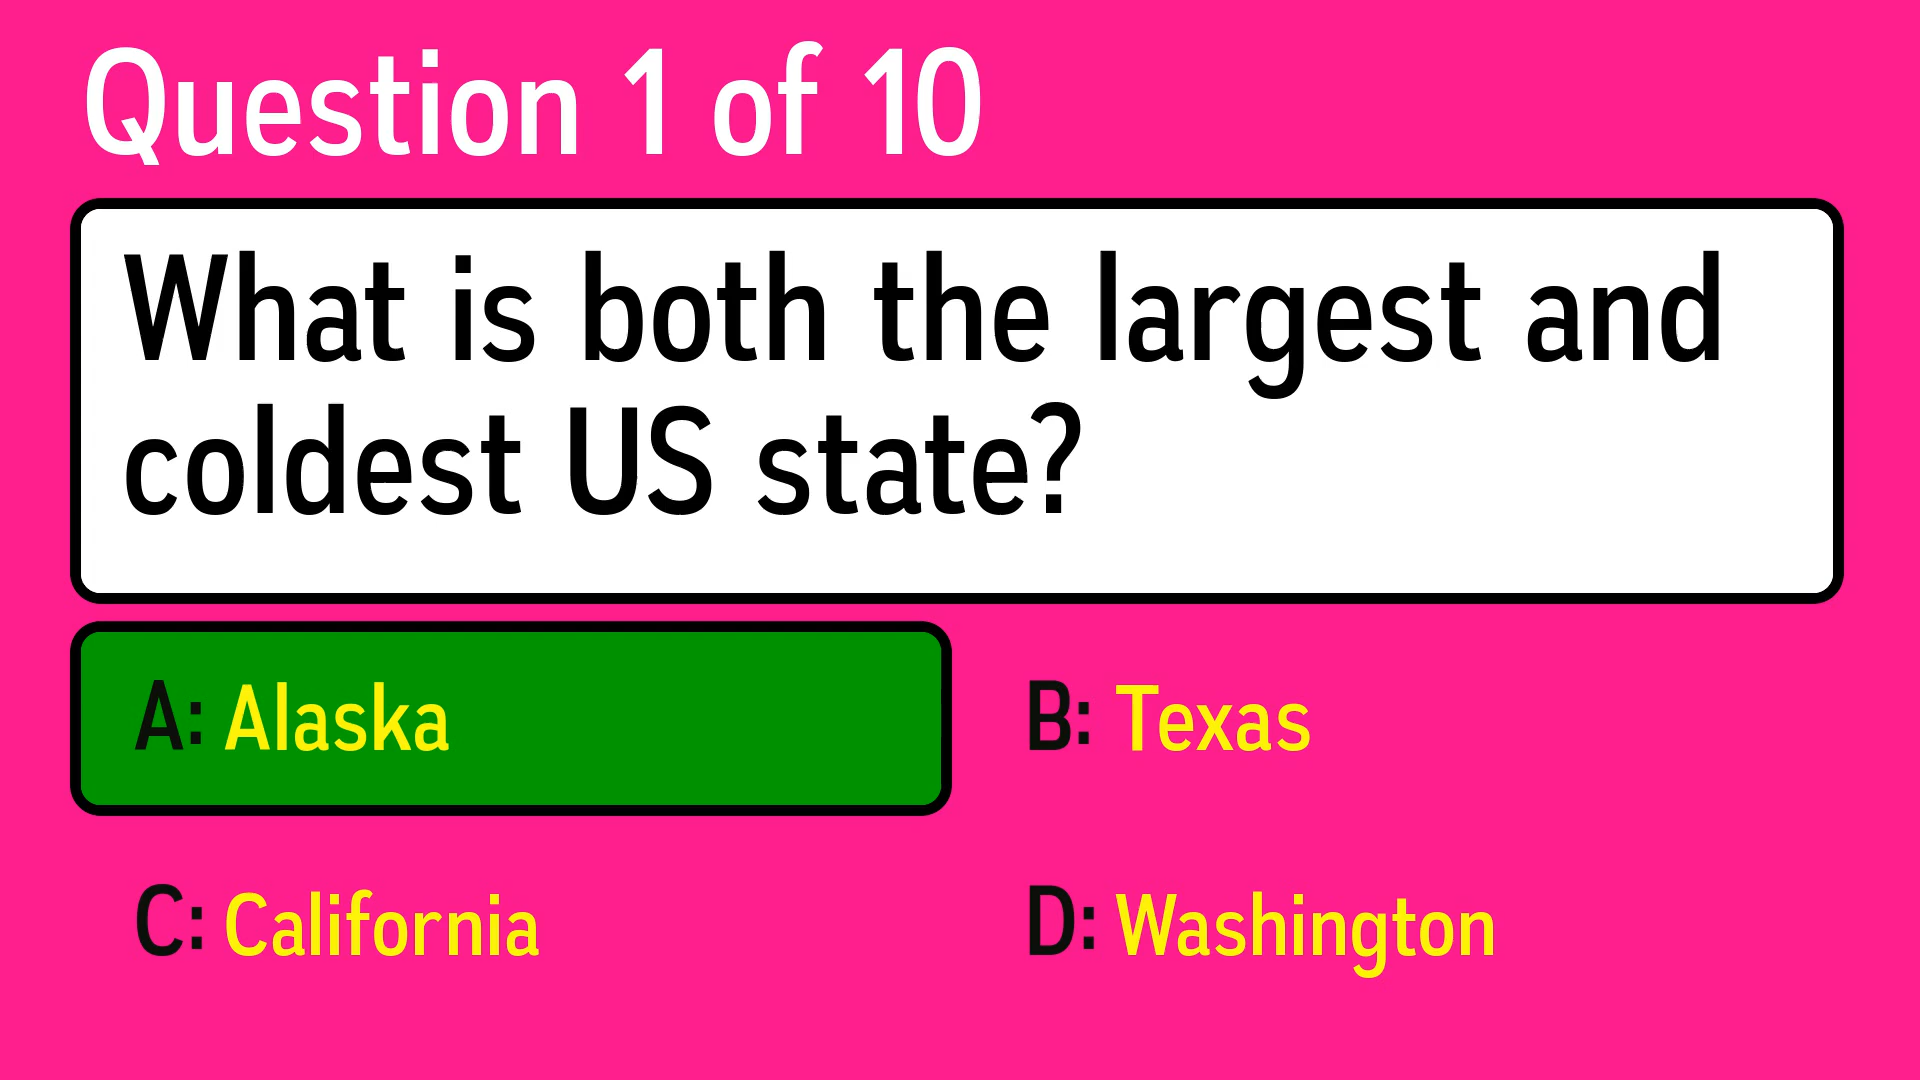 Question 1 of 10
What is both the largest and
coldest US state?
A: Alaska
B: Texas
C: California
D: Washington